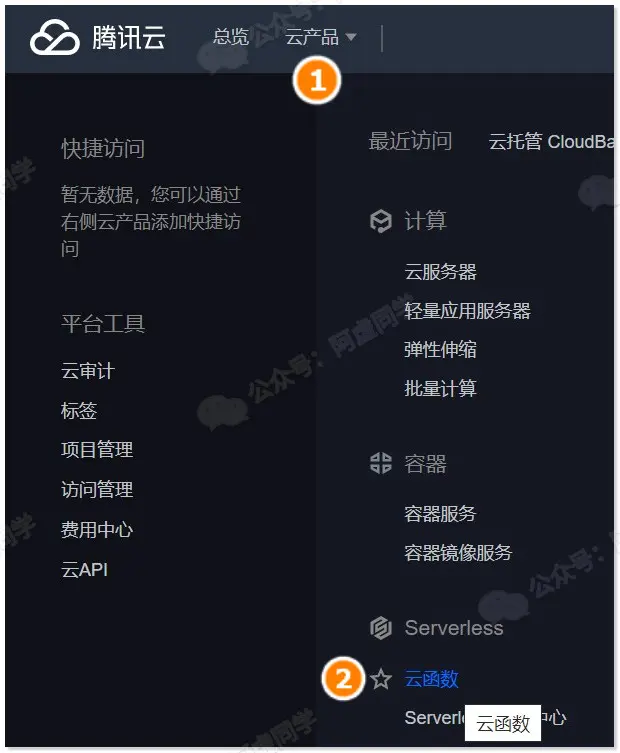 腾讯云
总览
云产品
1
快捷访问
暂无数据，您可以通过
右侧云产品添加快捷访
问
平台工具
云审计
标签
项目管理
访问管理
费用中心
云API
最近访问
云托管 CloudBa
计算
云服务器
轻量应用服务器
弹性伸缩
批量计算
容器
容器服务
容器镜像服务
Serverless
2
云函数
Serverl
中心
云函数
公众号：阿虚同学